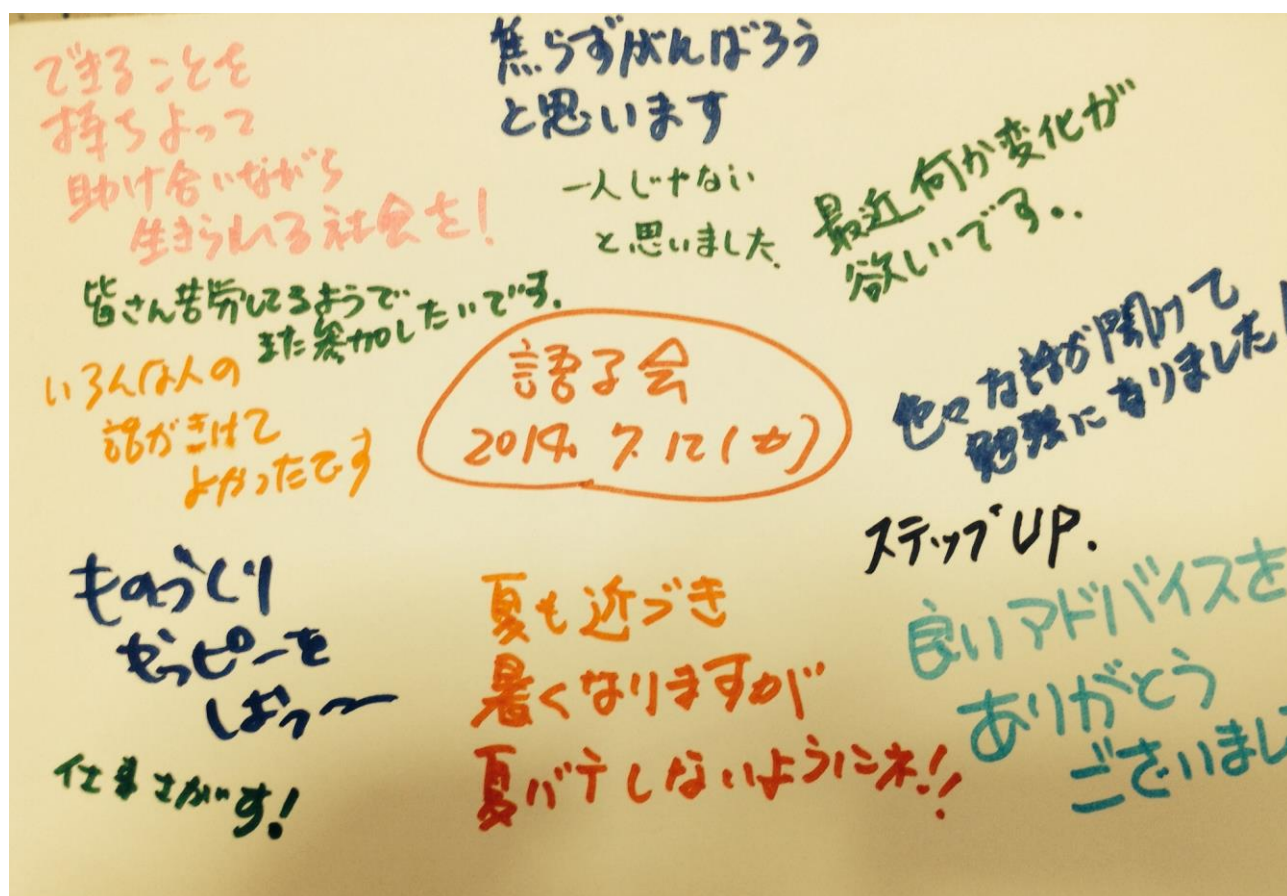 できることを
持ちよって
助け合いながら
生きられる社会を!
焦らずがんばろう
と思います
一人じゃない
と思いました.
最近何か変化が
欲しいです..
皆さん苦労してるようで
また参加したいです.
いろんな人の
話がきけて
よかったです
語る会
2014. 7. 12(土)
色々な話が聞けて
勉強になりました!
ステップUP.
ものづくり
しよう〜
夏も近づき
暑くなりますが
夏バテしないようにネ!!
良いアドバイスを
ありがとう
ございまし
仕事さがす!